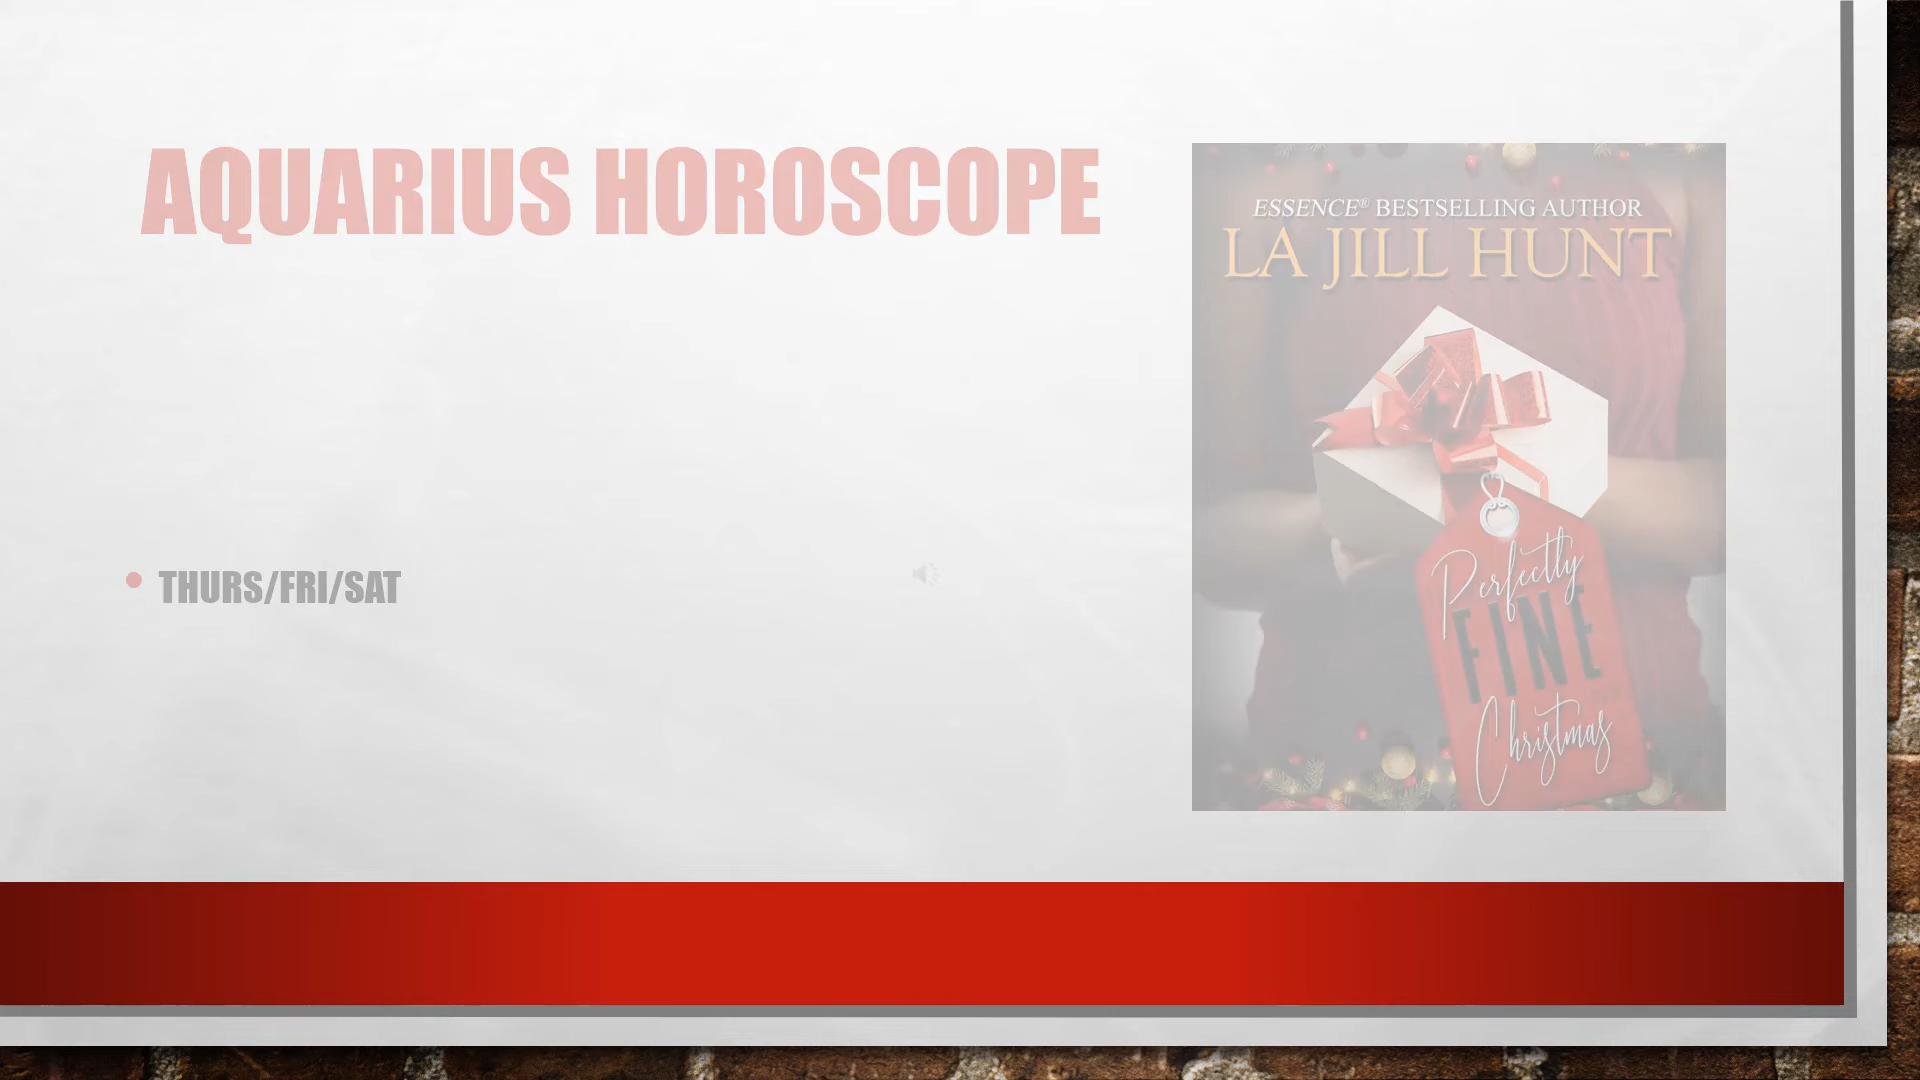 AQUARIUS HOROSCOPE
• THURS/FRI/SAT
ESSENCE® BESTSELLING AUTHOR
LA JILL HUNT
Perfectly
FINE
Christmas